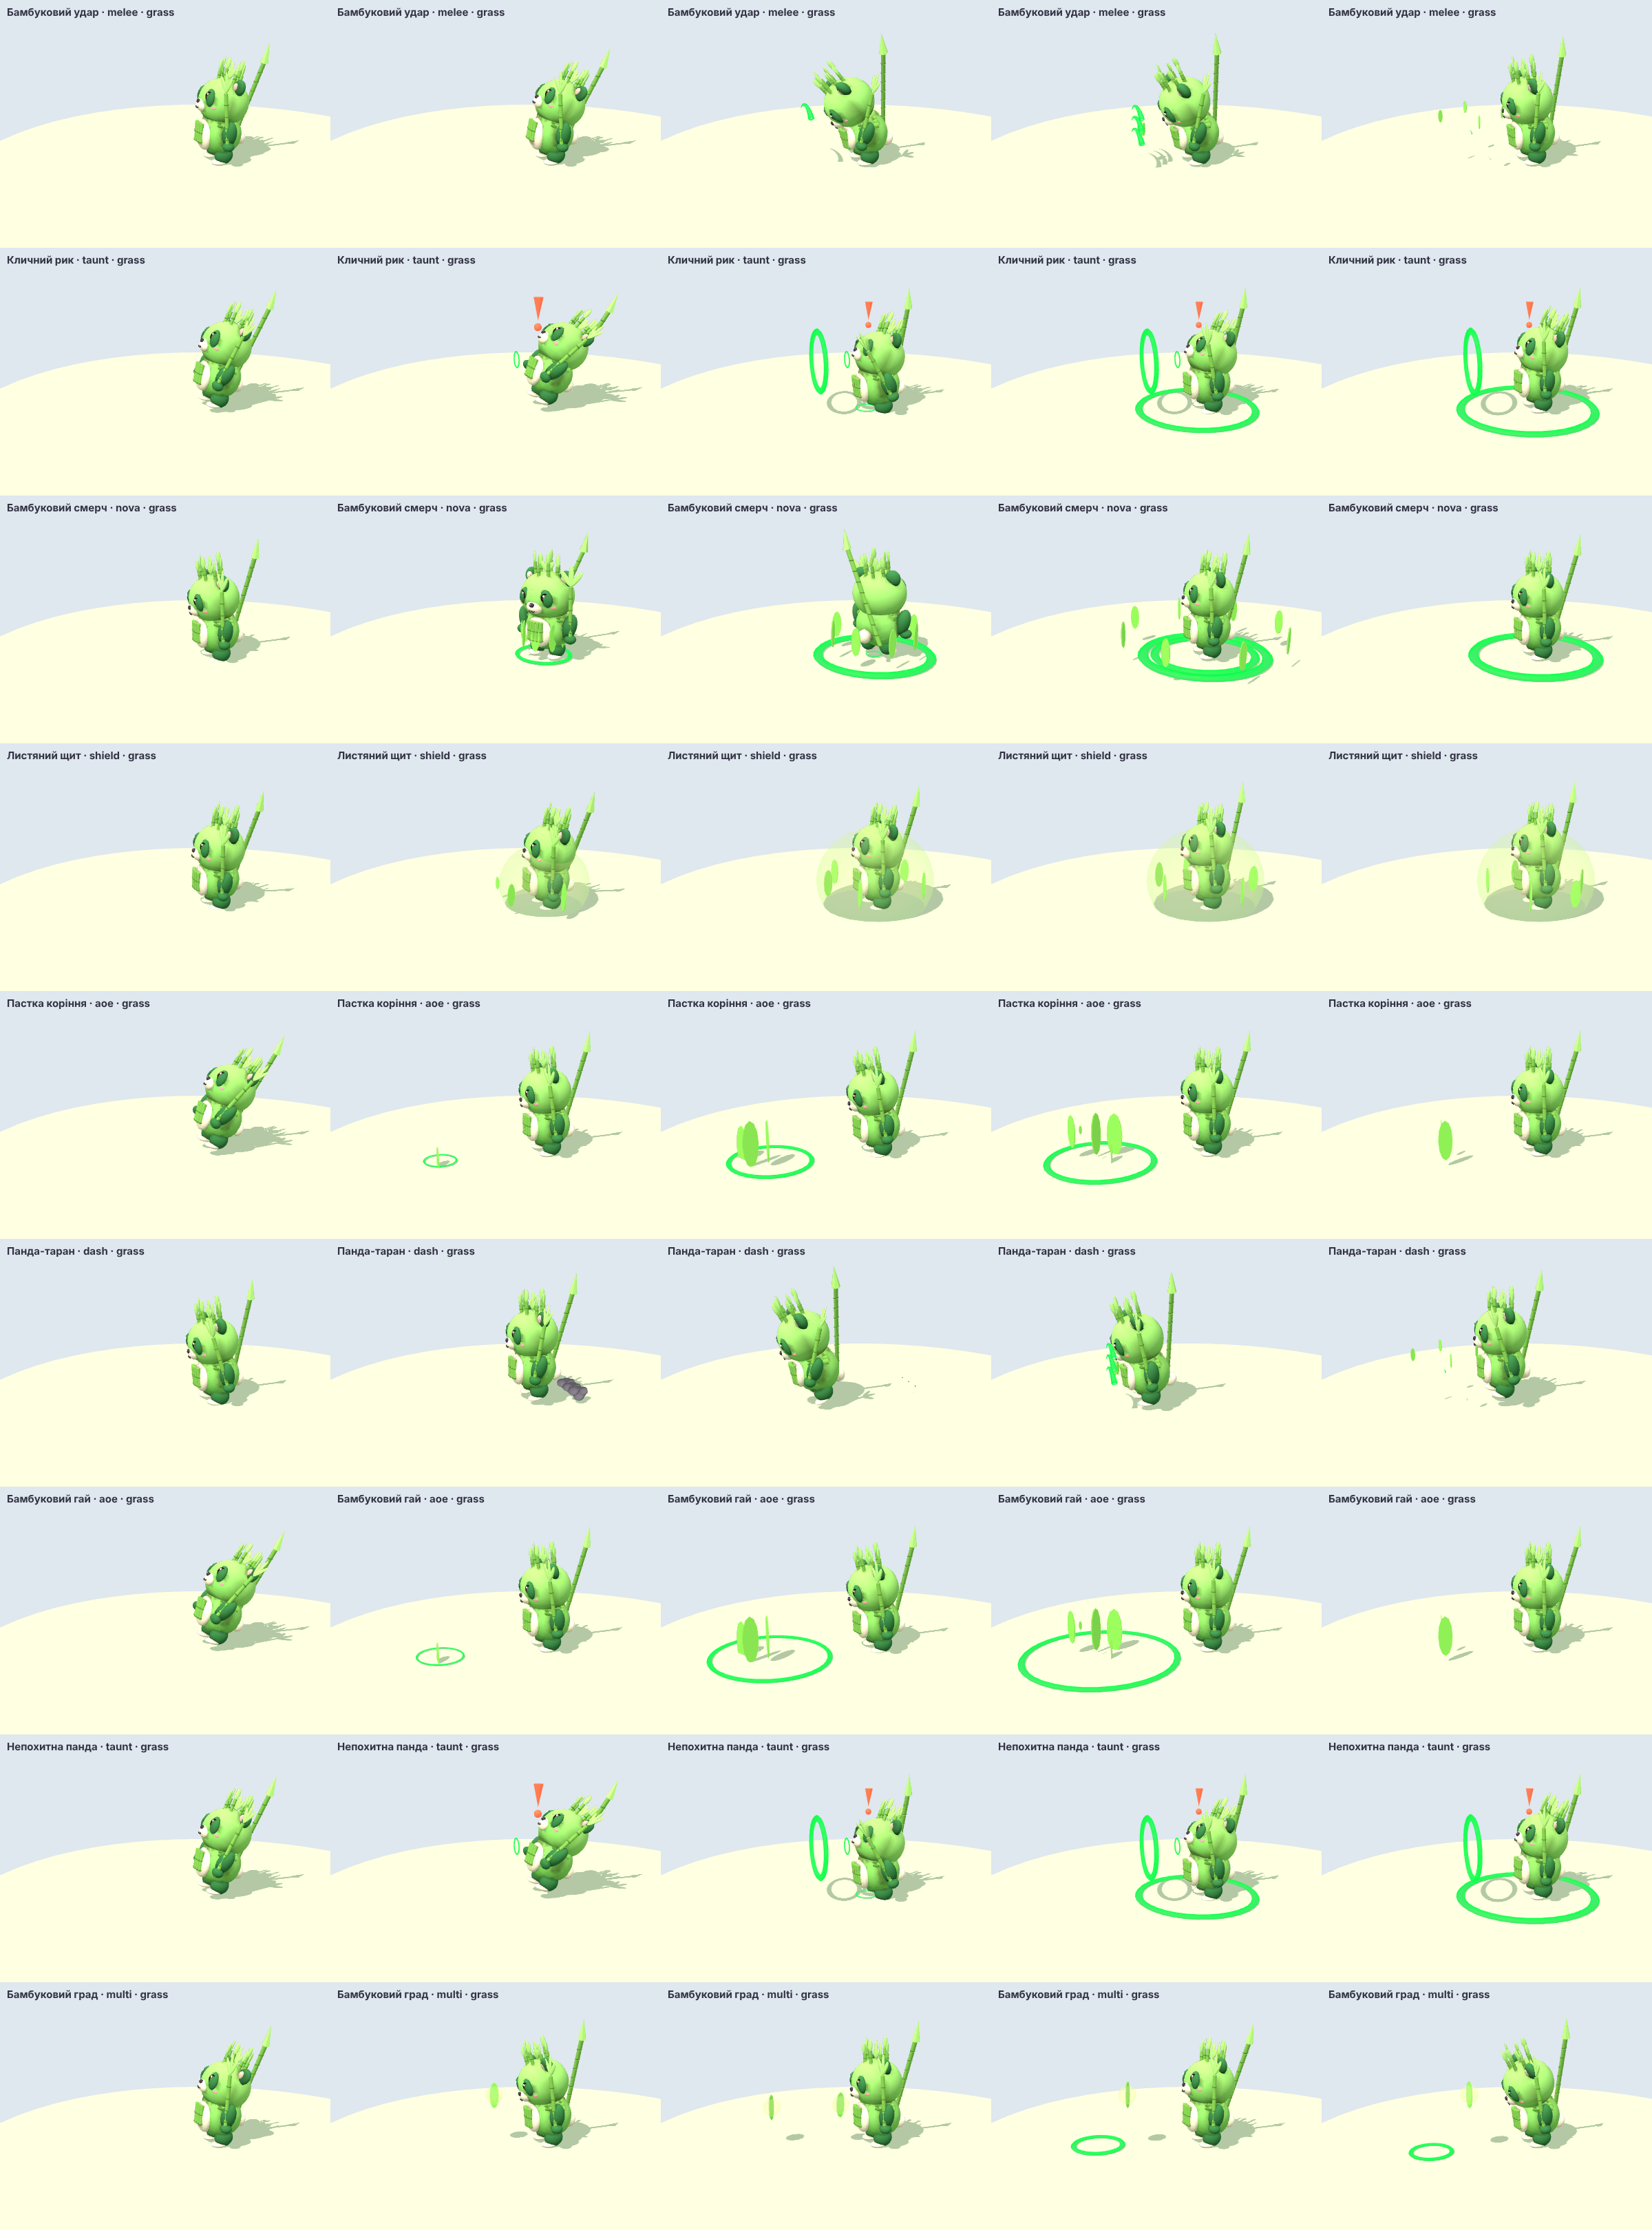 Бамбуковий удар · melee · grass
Бамбуковий удар · melee · grass
Бамбуковий удар · melee · grass
Бамбуковий удар · melee · grass
Бамбуковий удар · melee · grass
Кличний рик · taunt · grass
Кличний рик · taunt · grass
Кличний рик · taunt · grass
Кличний рик · taunt · grass
Кличний рик · taunt · grass
Бамбуковий смерч · nova · grass
Бамбуковий смерч · nova · grass
Бамбуковий смерч · nova · grass
Бамбуковий смерч · nova · grass
Бамбуковий смерч · nova · grass
Листяний щит · shield · grass
Листяний щит · shield · grass
Листяний щит · shield · grass
Листяний щит · shield · grass
Листяний щит · shield · grass
Пастка коріння · aoe · grass
Пастка коріння · aoe · grass
Пастка коріння · aoe · grass
Пастка коріння · aoe · grass
Пастка коріння · aoe · grass
Панда-таран · dash · grass
Панда-таран · dash · grass
Панда-таран · dash · grass
Панда-таран · dash · grass
Панда-таран · dash · grass
Бамбуковий гай · aoe · grass
Бамбуковий гай · aoe · grass
Бамбуковий гай · aoe · grass
Бамбуковий гай · aoe · grass
Бамбуковий гай · aoe · grass
Непохитна панда · taunt · grass
Непохитна панда · taunt · grass
Непохитна панда · taunt · grass
Непохитна панда · taunt · grass
Непохитна панда · taunt · grass
Бамбуковий град · multi · grass
Бамбуковий град · multi · grass
Бамбуковий град · multi · grass
Бамбуковий град · multi · grass
Бамбуковий град · multi · grass